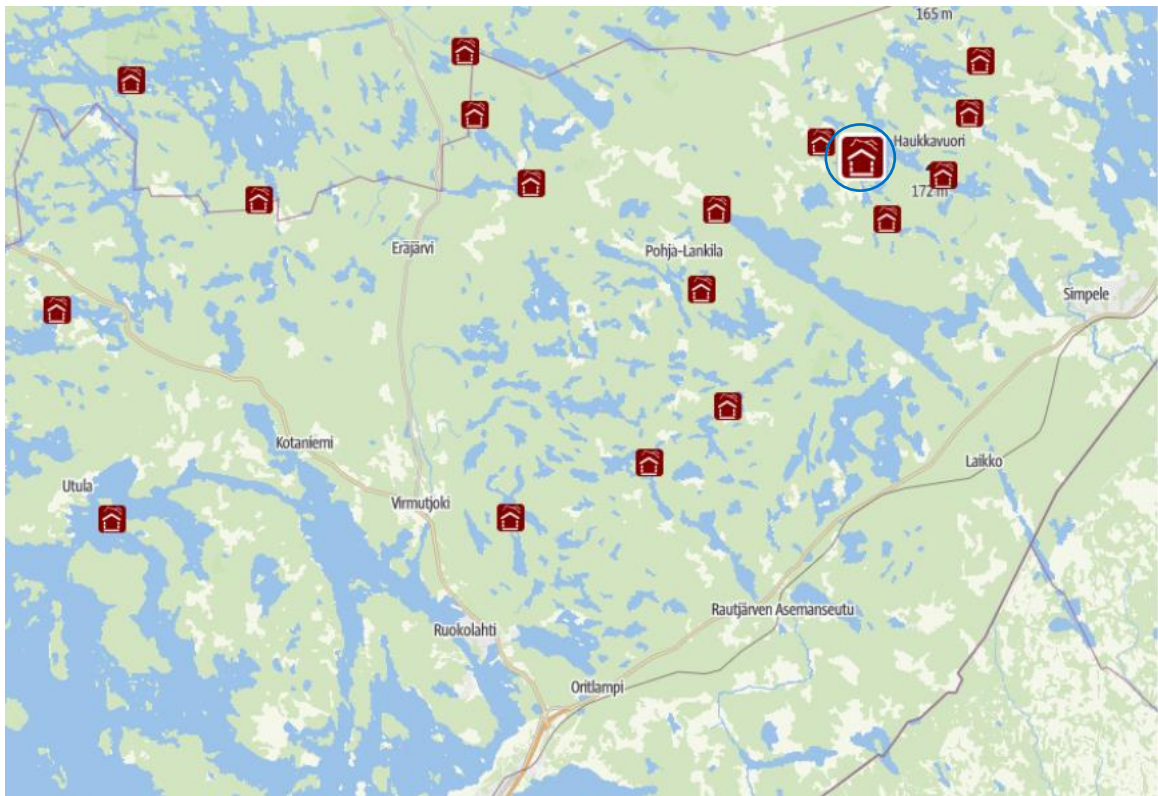 165 m
Haukkavuori
172 m
Eräjärvi
Pohja-Lankila
Simpele
Kotaniemi
Laikko
Utula
Virmutjoki
Rautjärven Asemanseutu
Ruokolahti
Oritlampi